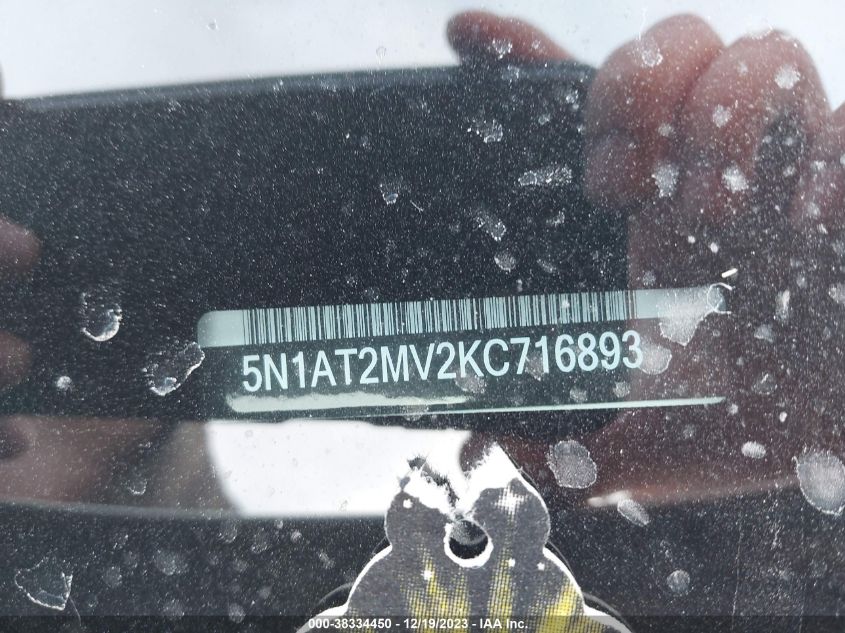 5N1AT2MV2KC716893
000-38334450 - 12/19/2023 - IAA Inc.